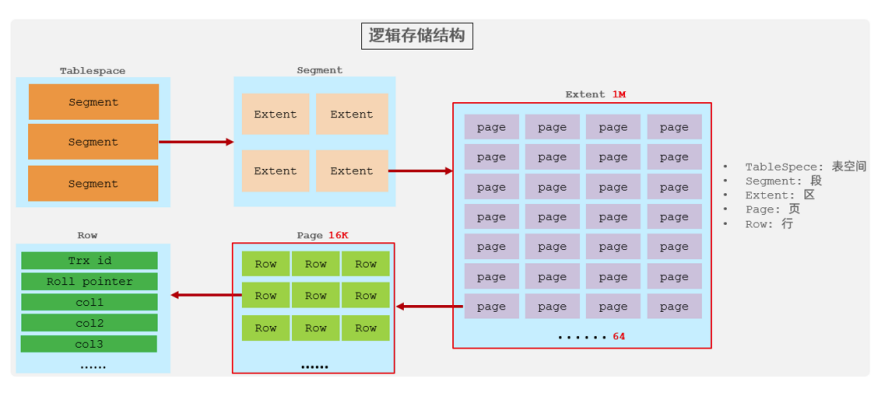 逻辑存储结构
Tablespace
Segment
Segment
Segment
Segment
Extent Extent
Extent Extent
Extent 1M
page page page page
page page page page
page page page page
page page page page
page page page page
page page page page
page page page page
......64
• TableSpece: 表空间
• Segment: 段
• Extent: 区
• Page: 页
• Row: 行
Row
Trx id
Roll pointer
col1
col2
col3
......
Page 16K
Row Row Row
Row Row Row
Row Row Row
......